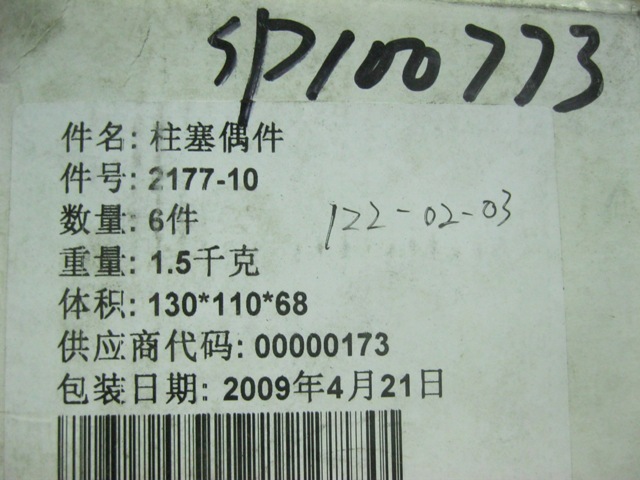 SP100773
件名: 柱塞偶件
件号: 2177-10
数量: 6件
122-02-03
重量: 1.5千克
体积: 130*110*68
供应商代码: 00000173
包装日期: 2009年4月21日